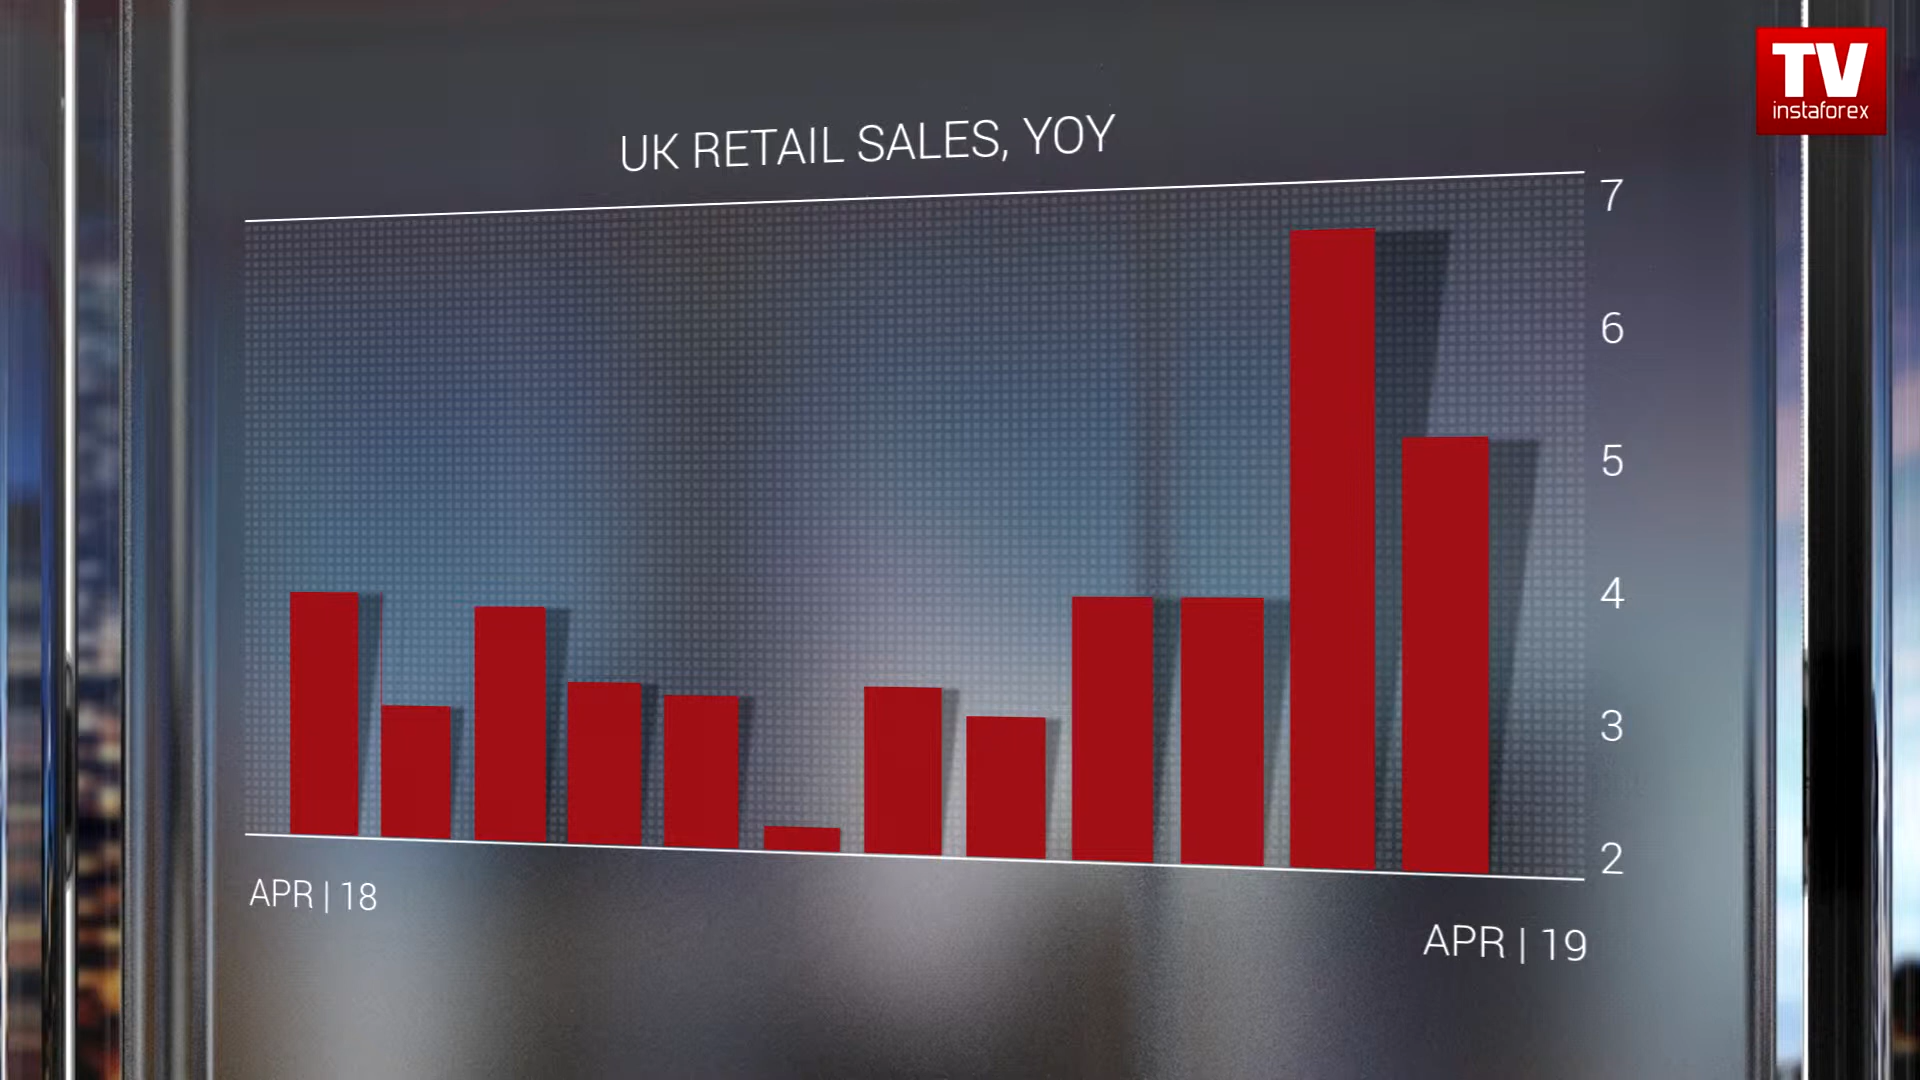 TV
instaforex
UK RETAIL SALES, YOY
7
6
5
4
3
2
APR | 18
APR | 19